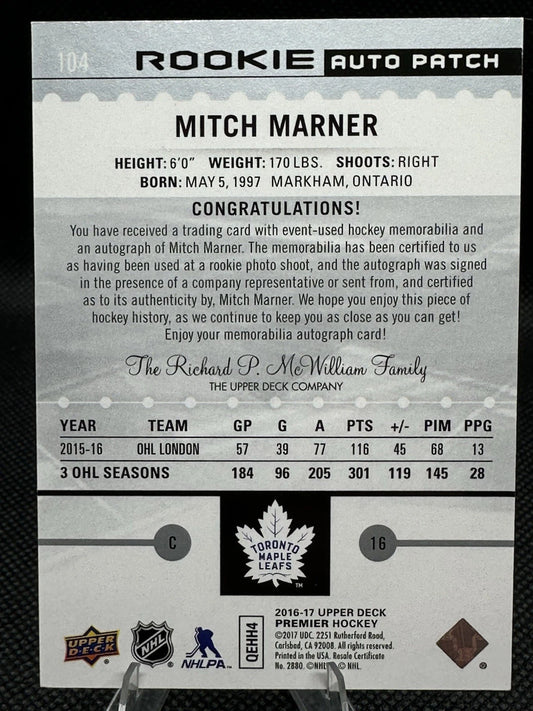 104 ROOKIE AUTO PATCH
MITCH MARNER
HEIGHT: 6'0" WEIGHT: 170 LBS. SHOOTS: RIGHT
BORN: MAY 5, 1997 MARKHAM, ONTARIO
CONGRATULATIONS!
You have received a trading card with event-used hockey memorabilia and
an autograph of Mitch Marner. The memorabilia has been certified to us
as having been used at a rookie photo shoot, and the autograph was signed
in the presence of a company representative or sent from, and certified
as to its authenticity by, Mitch Marner. We hope you enjoy this piece of
hockey history, as we continue to keep you as close as you can get!
Enjoy your memorabilia autograph card!
The Richard P. McWilliam Family
THE UPPER DECK COMPANY
YEAR TEAM GP G A PTS +/- PIM PPG
2015-16 OHL LONDON 57 39 77 116 45 68 13
3 OHL SEASONS 184 96 205 301 119 145 28
C 16
TORONTO
MAPLE
LEAFS
TM
2016-17 UPPER DECK
PREMIER HOCKEY
©2017 UDC. 2251 Rutherford Road,
Carlsbad, CA 92008. All rights reserved.
Printed in the USA. Resale Certificate
No. 2880. ©NHLPA © NHL.
UPPER
DECK
NHL
NHLPA
QEHH4
®